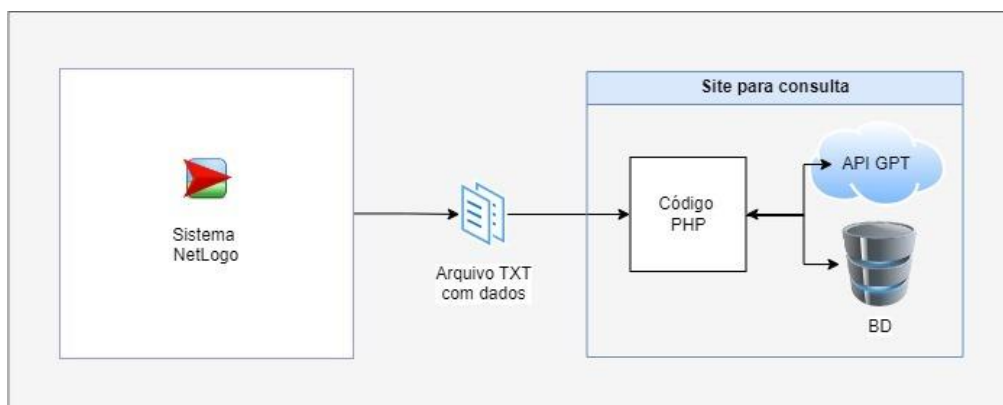 Site para consulta
Sistema
NetLogo
Arquivo TXT
com dados
Código
PHP
API GPT
BD